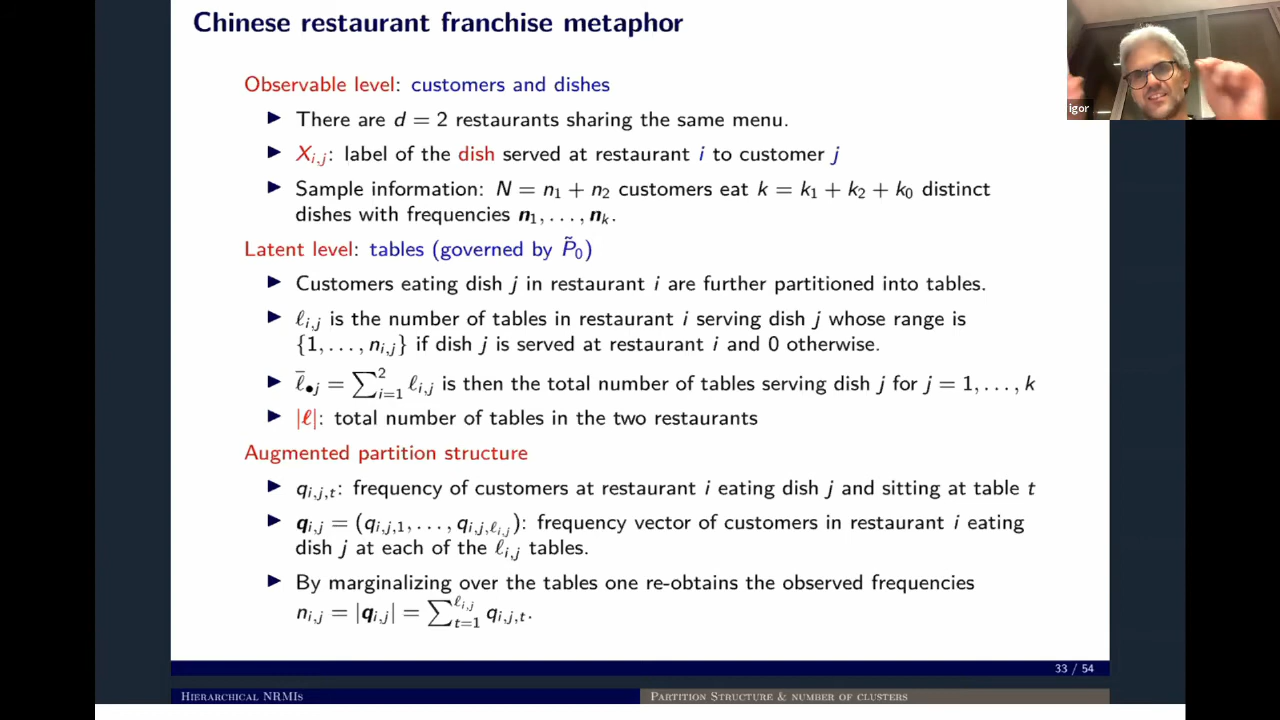 Chinese restaurant franchise metaphor
igor
Observable level: customers and dishes
▶ There are d = 2 restaurants sharing the same menu.
▶ X_{i,j}: label of the dish served at restaurant i to customer j
▶ Sample information: N = n_1 + n_2 customers eat k = k_1 + k_2 + k_0 distinct
dishes with frequencies n_1, . . . , n_k.
Latent level: tables (governed by P̃_0)
▶ Customers eating dish j in restaurant i are further partitioned into tables.
▶ ℓ_{i,j} is the number of tables in restaurant i serving dish j whose range is
{1, . . . , n_{i,j}} if dish j is served at restaurant i and 0 otherwise.
▶ ℓ̄_{•j} = ∑_{i=1}^{2} ℓ_{i,j} is then the total number of tables serving dish j for j = 1, . . . , k
▶ |ℓ|: total number of tables in the two restaurants
Augmented partition structure
▶ q_{i,j,t}: frequency of customers at restaurant i eating dish j and sitting at table t
▶ q_{i,j} = (q_{i,j,1}, . . . , q_{i,j,ℓ_{i,j}}): frequency vector of customers in restaurant i eating
dish j at each of the ℓ_{i,j} tables.
▶ By marginalizing over the tables one re-obtains the observed frequencies
n_{i,j} = |q_{i,j}| = ∑_{t=1}^{ℓ_{i,j}} q_{i,j,t}.
33 / 54
Hierarchical NRMIs
Partition Structure & number of clusters